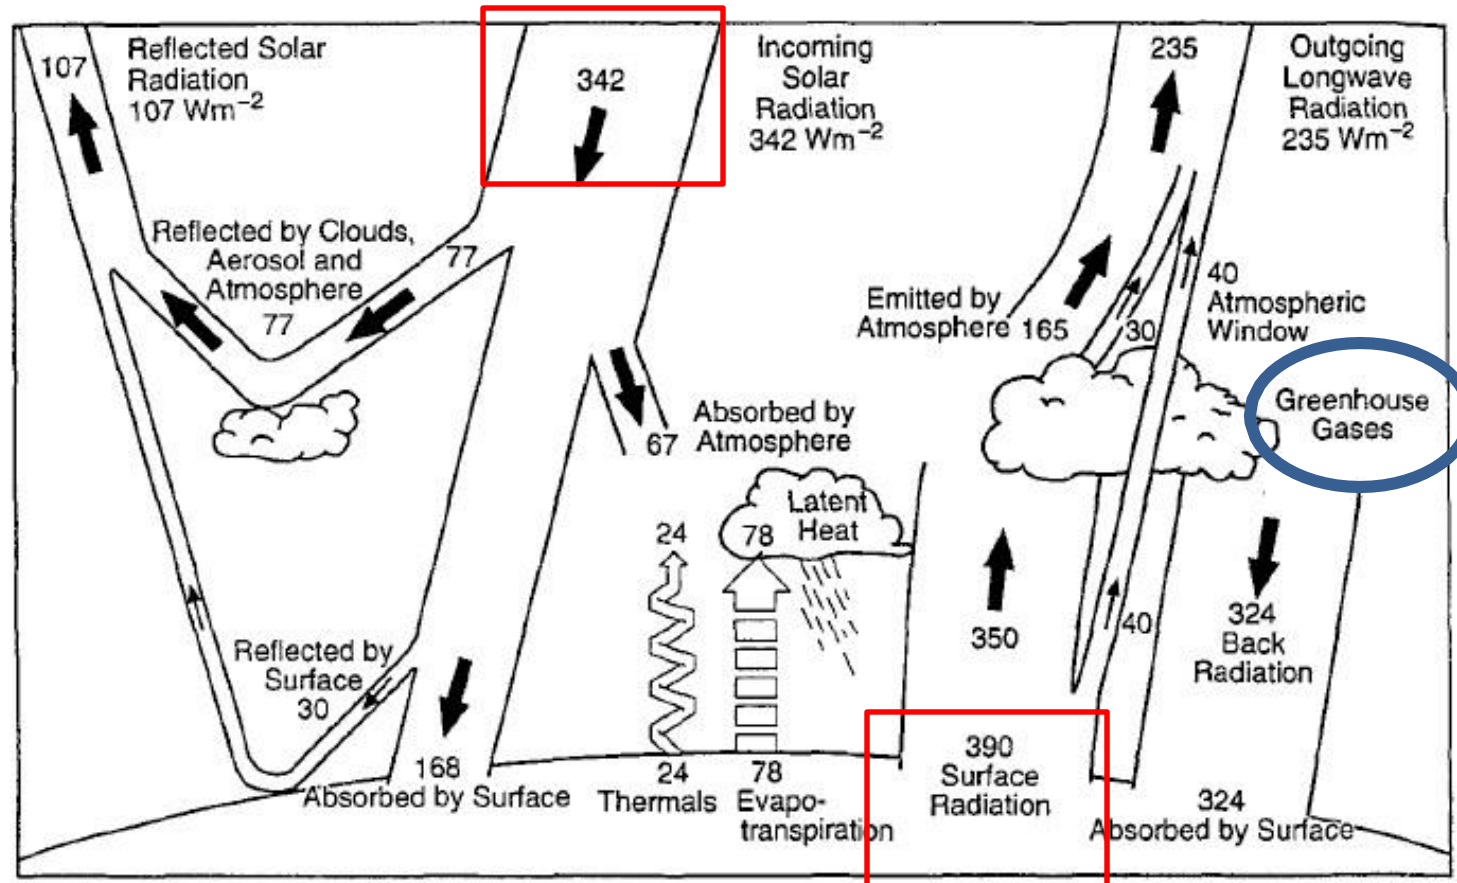 107
Reflected Solar
Radiation
107 Wm⁻²
342
Incoming
Solar
Radiation
342 Wm⁻²
235
Outgoing
Longwave
Radiation
235 Wm⁻²
Reflected by Clouds,
Aerosol and
Atmosphere
77
77
Emitted by
Atmosphere
165
30
40
Atmospheric
Window
Greenhouse
Gases
67
Absorbed by
Atmosphere
24
78
Latent
Heat
350
40
324
Back
Radiation
Reflected by
Surface
30
168
Absorbed by Surface
24
Thermals
78
Evapo-
transpiration
390
Surface
Radiation
324
Absorbed by Surface